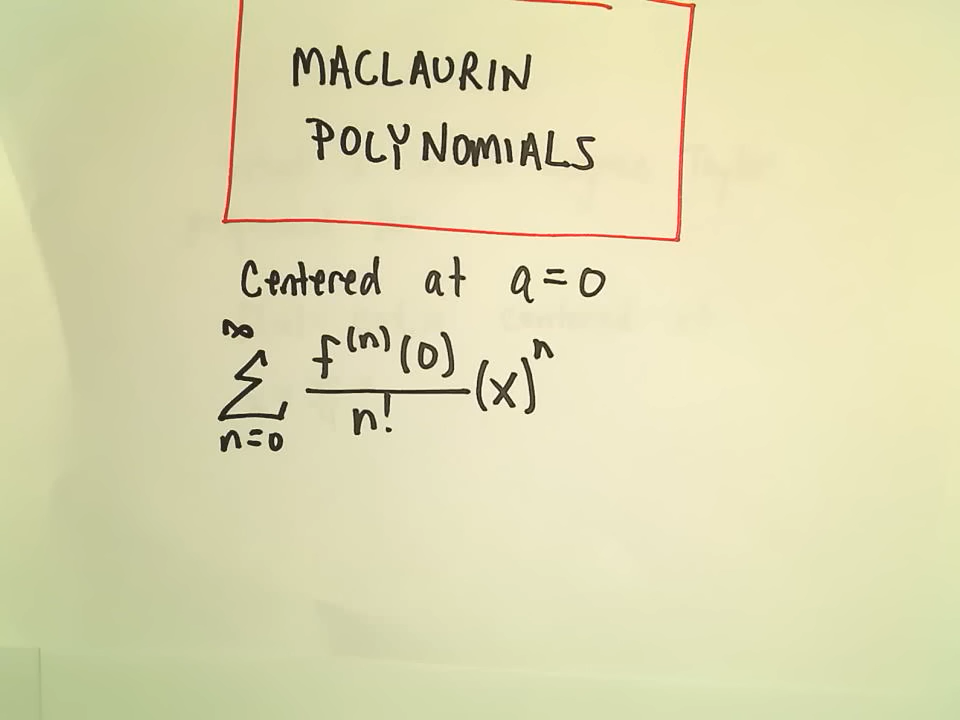 MACLAURIN
POLYNOMIALS
Centered at a=0
∞
∑ f^(n)(0)/n! (x)^n
n=0